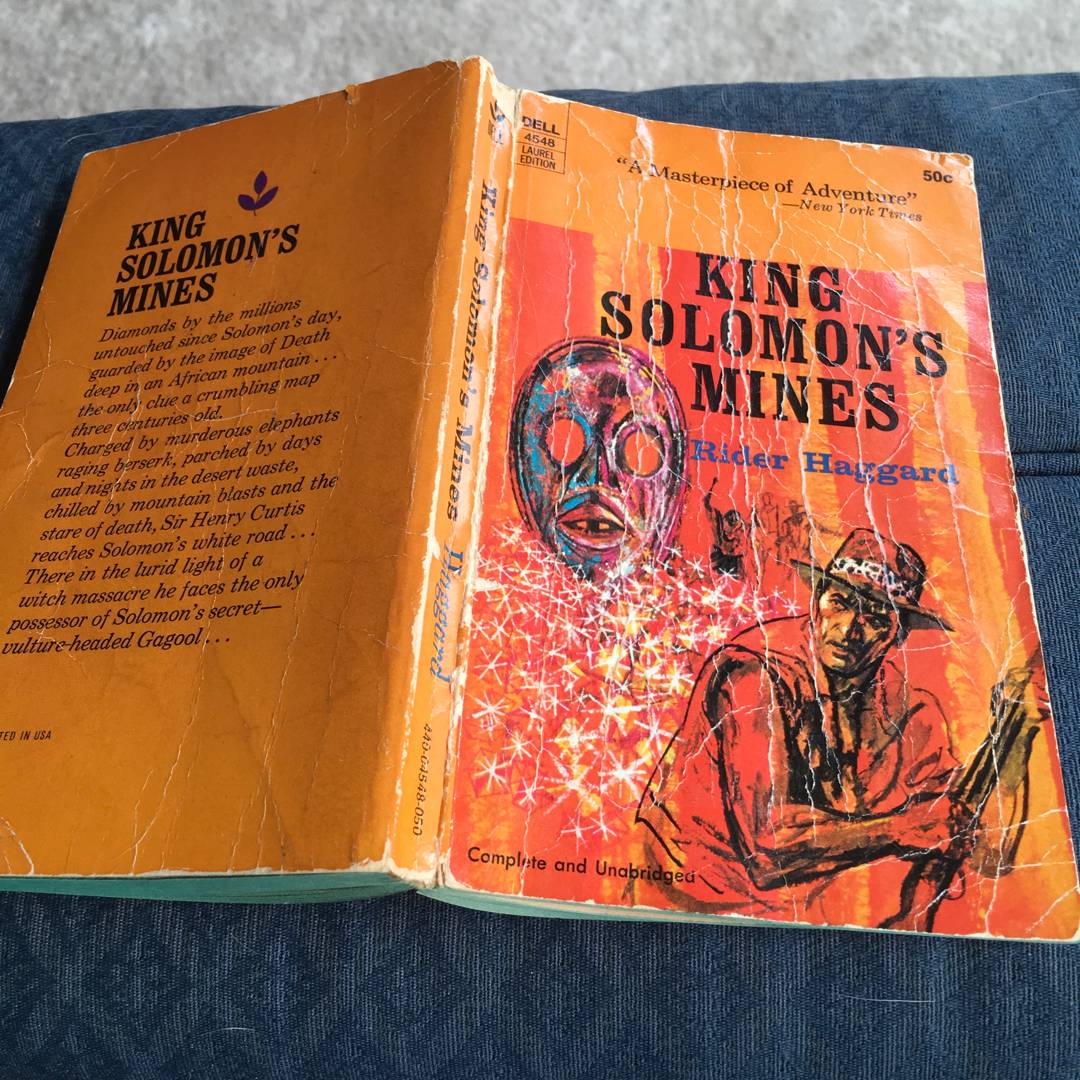 KING
SOLOMON'S
MINES
Diamonds by the millions
untouched since Solomon's day,
guarded by the image of Death
deep in an African mountain . . .
the only clue a crumbling map
three centuries old.
Charged by murderous elephants
raging berserk, parched by days
and nights in the desert waste,
chilled by mountain blasts and the
stare of death, Sir Henry Curtis
reaches Solomon's white road . . .
There in the lurid light of a
witch massacre he faces the only
possessor of Solomon's secret—
vulture-headed Gagool . . .
TED IN USA
King Solomon's Mines
Haggard
440-04548-050
DELL
4548
LAUREL
EDITION
50c
"A Masterpiece of Adventure"
—New York Times
KING
SOLOMON'S
MINES
Rider Haggard
Complete and Unabridged